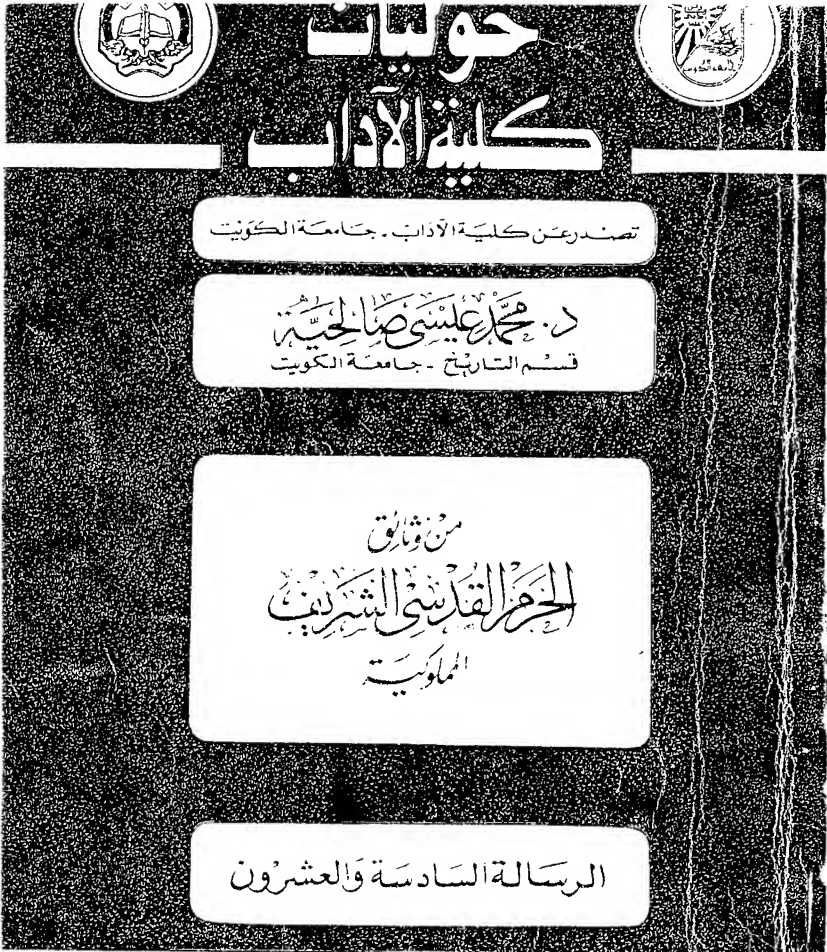 حوليات
كلية الآداب
تصدر عن كلية الآداب - جامعة الكويت
د. محمد عيسى صالحية
قسم التاريخ - جامعة الكويت
من وثائق
الحرم القدسي الشريف
المملوكية
الرسالة السادسة والعشرون